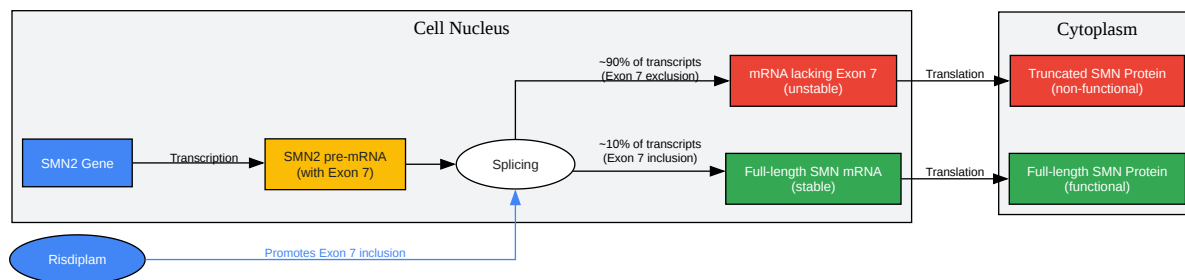 Cell Nucleus
Cytoplasm
~90% of transcripts
(Exon 7 exclusion)
mRNA lacking Exon 7
(unstable)
Translation
Truncated SMN Protein
(non-functional)
SMN2 Gene
Transcription
SMN2 pre-mRNA
(with Exon 7)
Splicing
~10% of transcripts
(Exon 7 inclusion)
Full-length SMN mRNA
(stable)
Translation
Full-length SMN Protein
(functional)
Risdiplam
Promotes Exon 7 inclusion